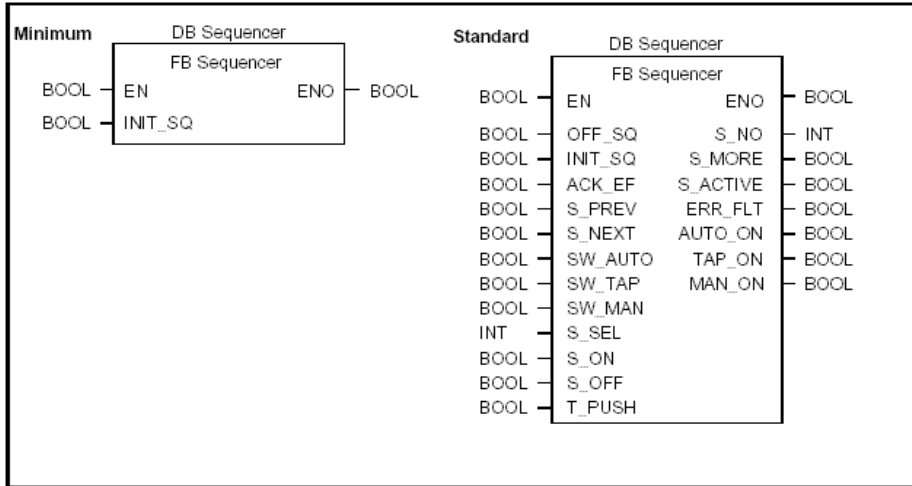 Minimum
DB Sequencer
FB Sequencer
BOOL EN ENO BOOL
BOOL INIT_SQ
Standard
DB Sequencer
FB Sequencer
BOOL EN ENO BOOL
BOOL OFF_SQ S_NO INT
BOOL INIT_SQ S_MORE BOOL
BOOL ACK_EF S_ACTIVE BOOL
BOOL S_PREV ERR_FLT BOOL
BOOL S_NEXT AUTO_ON BOOL
BOOL SW_AUTO TAP_ON BOOL
BOOL SW_TAP MAN_ON BOOL
BOOL SW_MAN
INT S_SEL
BOOL S_ON
BOOL S_OFF
BOOL T_PUSH